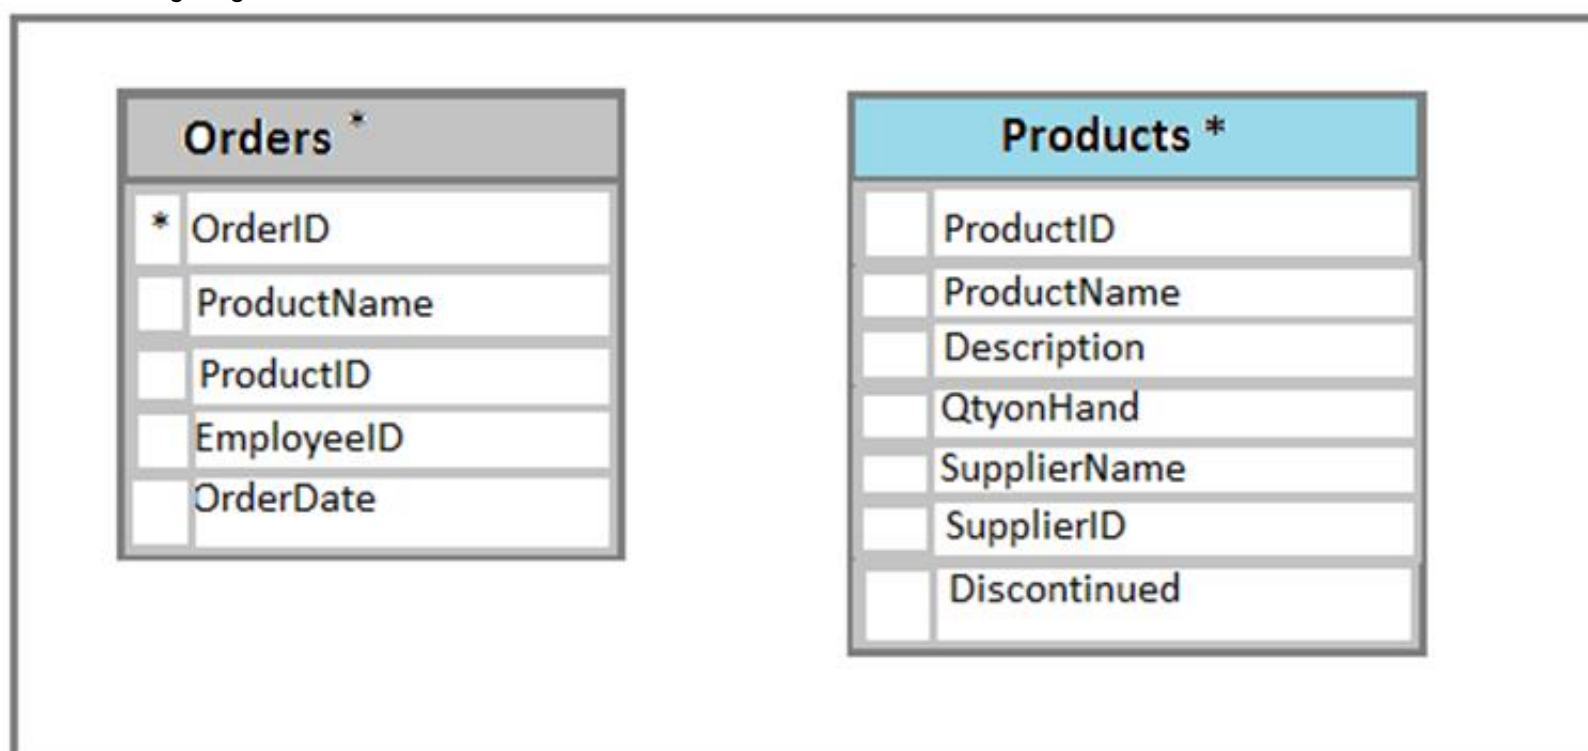 Orders *
* OrderID
ProductName
ProductID
EmployeeID
OrderDate
Products *
ProductID
ProductName
Description
QtyonHand
SupplierName
SupplierID
Discontinued